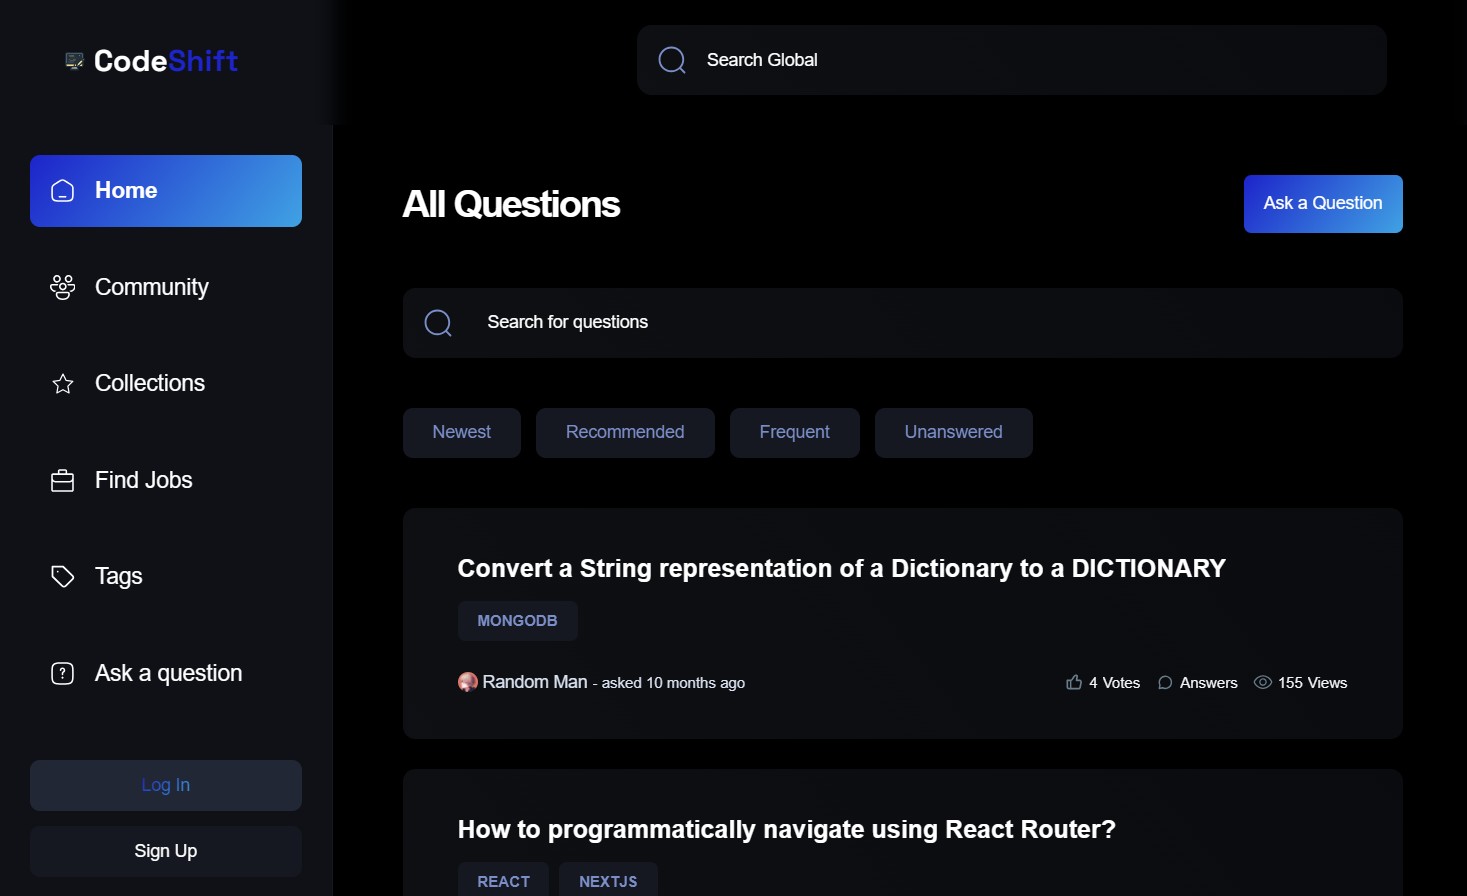 CodeShift
Search Global
Home
Community
Collections
Find Jobs
Tags
Ask a question
Log In
Sign Up
All Questions
Ask a Question
Search for questions
Newest
Recommended
Frequent
Unanswered
Convert a String representation of a Dictionary to a DICTIONARY
MONGODB
Random Man - asked 10 months ago
4 Votes
Answers
155 Views
How to programmatically navigate using React Router?
REACT
NEXTJS